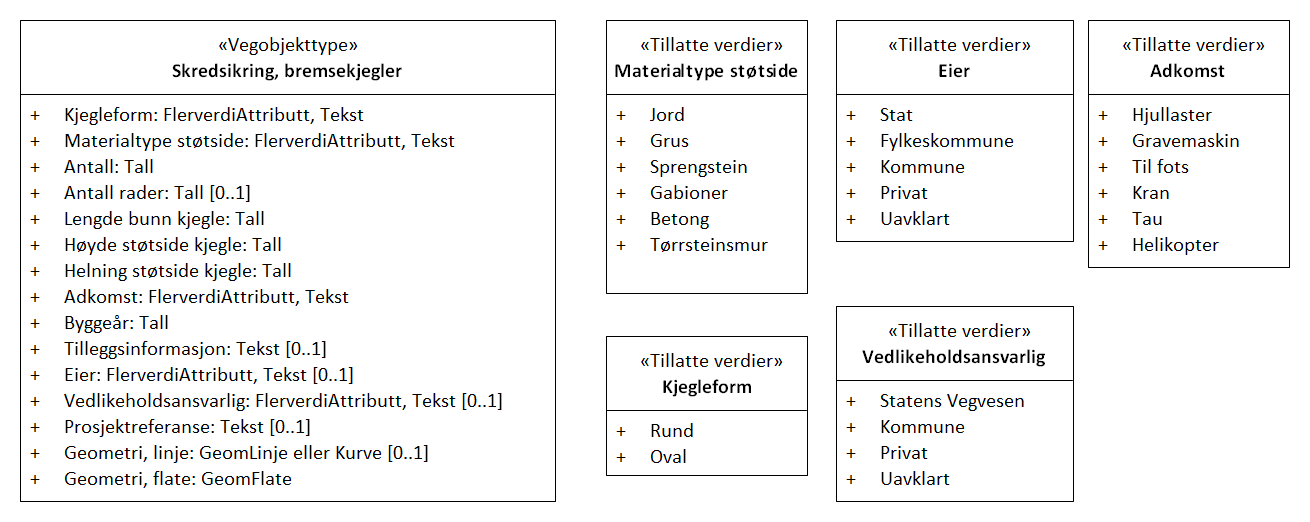 «Vegobjekttype»
Skredsikring, bremsekjegler
+ Kjegleform: FlerverdiAttributt, Tekst
+ Materialtype støtside: FlerverdiAttributt, Tekst
+ Antall: Tall
+ Antall rader: Tall [0..1]
+ Lengde bunn kjegle: Tall
+ Høyde støtside kjegle: Tall
+ Helning støtside kjegle: Tall
+ Adkomst: FlerverdiAttributt, Tekst
+ Byggeår: Tall
+ Tilleggsinformasjon: Tekst [0..1]
+ Eier: FlerverdiAttributt, Tekst [0..1]
+ Vedlikeholdsansvarlig: FlerverdiAttributt, Tekst [0..1]
+ Prosjektreferanse: Tekst [0..1]
+ Geometri, linje: GeomLinje eller Kurve [0..1]
+ Geometri, flate: GeomFlate
«Tillatte verdier»
Materialtype støtside
+ Jord
+ Grus
+ Sprengstein
+ Gabioner
+ Betong
+ Tørrsteinsmur
«Tillatte verdier»
Eier
+ Stat
+ Fylkeskommune
+ Kommune
+ Privat
+ Uavklart
«Tillatte verdier»
Adkomst
+ Hjullaster
+ Gravemaskin
+ Til fots
+ Kran
+ Tau
+ Helikopter
«Tillatte verdier»
Kjegleform
+ Rund
+ Oval
«Tillatte verdier»
Vedlikeholdsansvarlig
+ Statens Vegvesen
+ Kommune
+ Privat
+ Uavklart